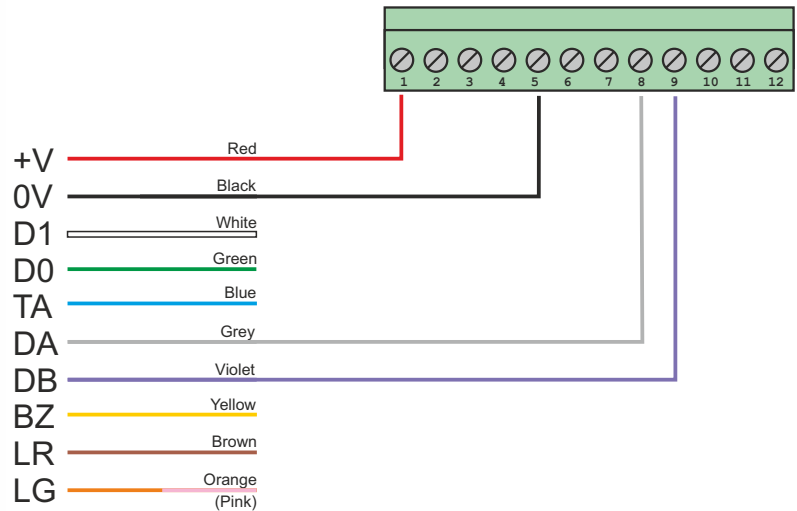 1 2 3 4 5 6 7 8 9 10 11 12
+V Red
0V Black
D1 White
D0 Green
TA Blue
DA Grey
DB Violet
BZ Yellow
LR Brown
LG Orange
(Pink)